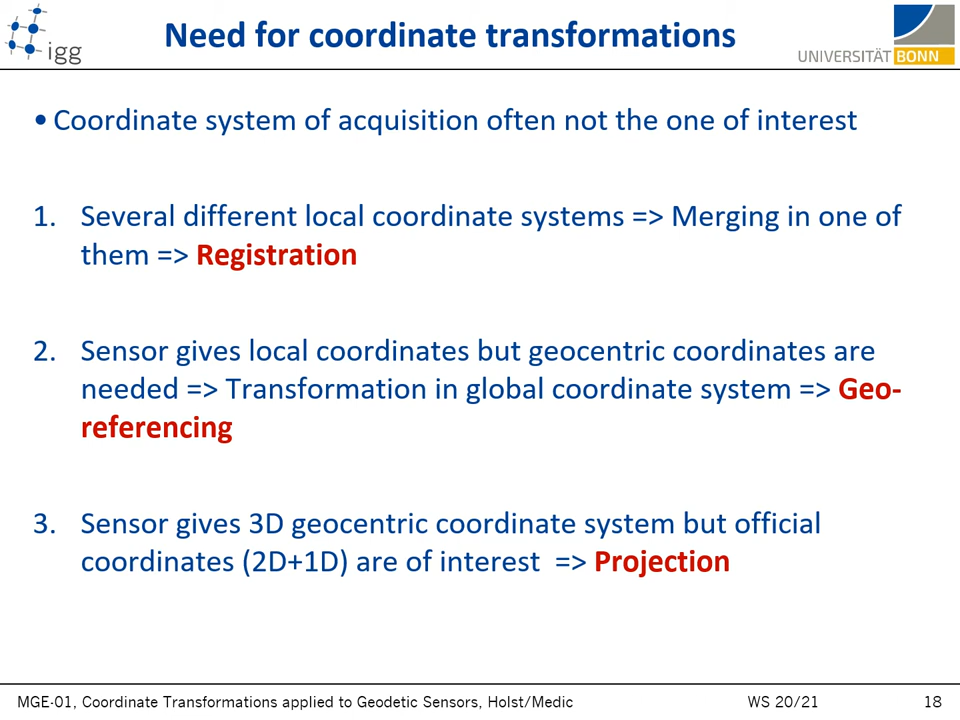 igg
Need for coordinate transformations
UNIVERSITÄT BONN
• Coordinate system of acquisition often not the one of interest
1. Several different local coordinate systems => Merging in one of
them => Registration
2. Sensor gives local coordinates but geocentric coordinates are
needed => Transformation in global coordinate system => Geo-
referencing
3. Sensor gives 3D geocentric coordinate system but official
coordinates (2D+1D) are of interest => Projection
MGE-01, Coordinate Transformations applied to Geodetic Sensors, Holst/Medic WS 20/21 18